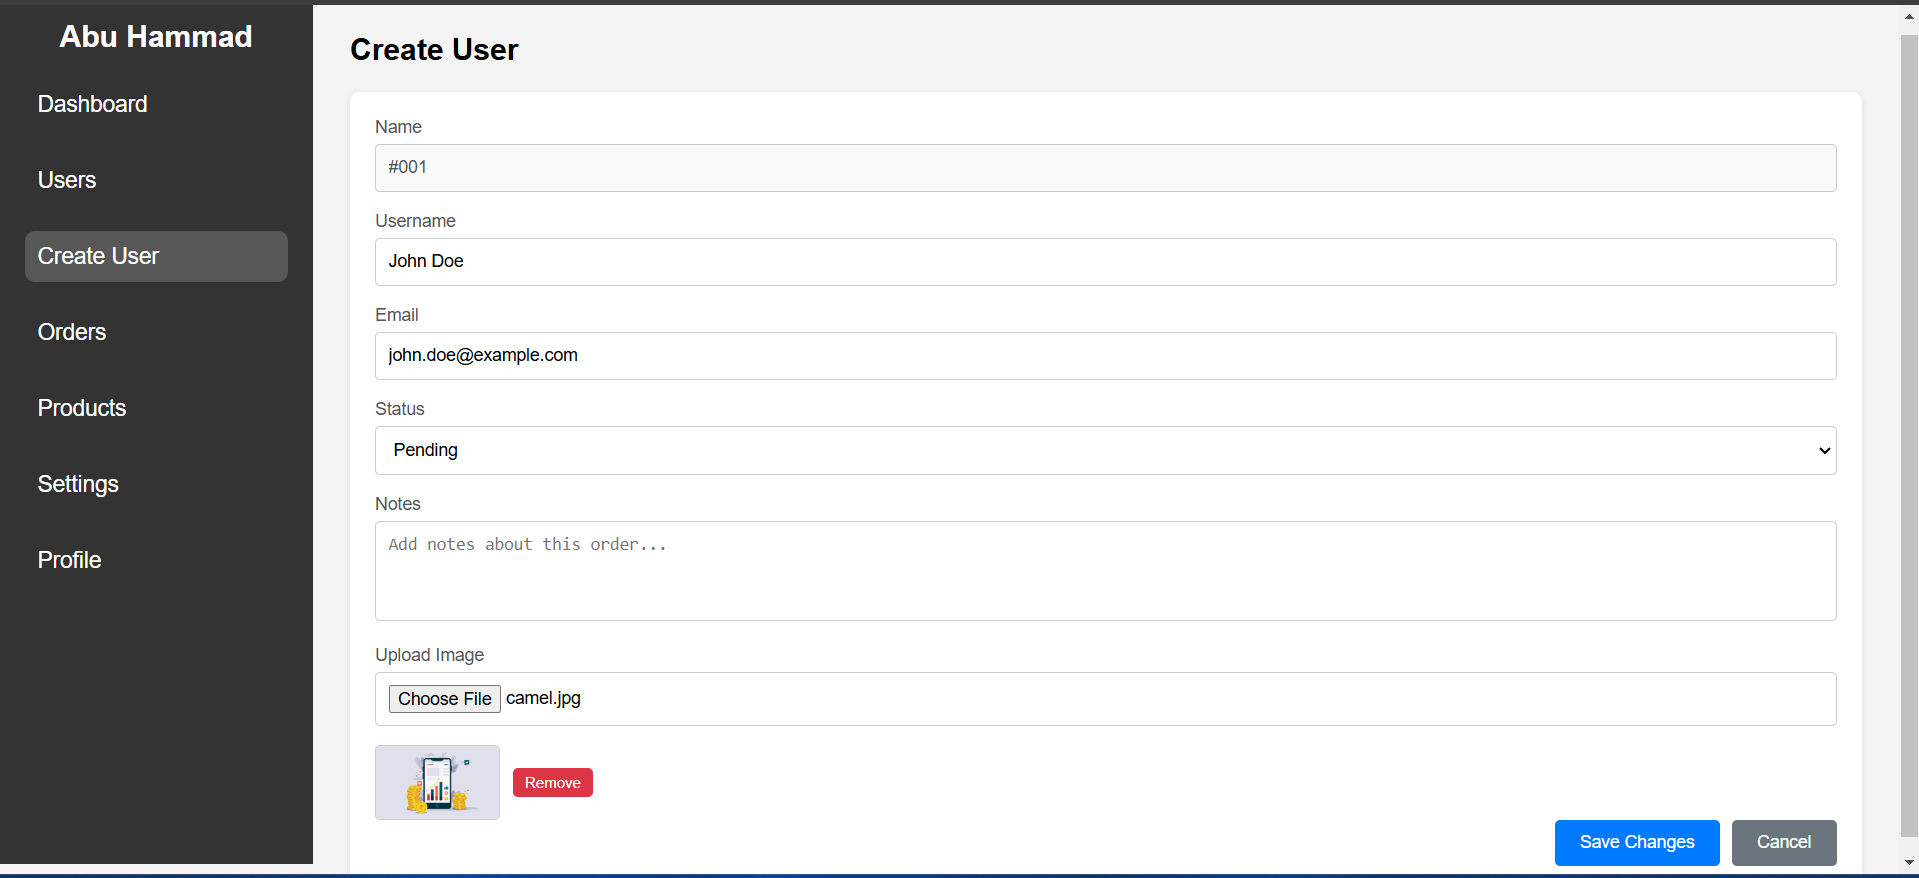 Abu Hammad
Dashboard
Users
Create User
Orders
Products
Settings
Profile
Create User
Name
#001
Username
John Doe
Email
john.doe@example.com
Status
Pending
Notes
Add notes about this order...
Upload Image
Choose File camel.jpg
Remove
Save Changes
Cancel